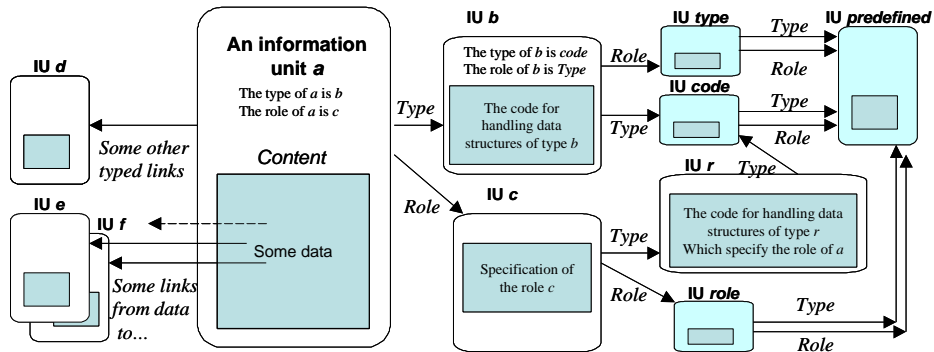 IU d
Some other
typed links
IU e
IU f
Some links
from data
to…
An information
unit a
The type of a is b
The role of a is c
Content
Some data
Type
Role
IU b
The type of b is code
The role of b is Type
The code for
handling data
structures of type b
Role
Type
IU c
Specification of
the role c
Type
Role
IU type
Type
Role
IU code
Type
Role
IU predefined
Type
IU r
The code for handling data
structures of type r
Which specify the role of a
IU role
Type
Role